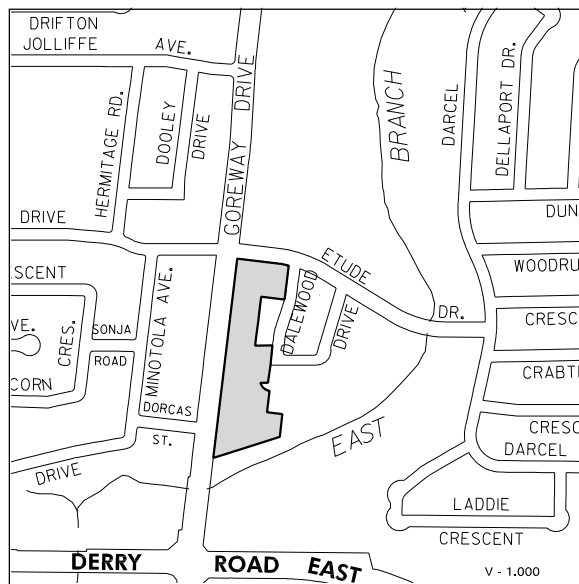 DRIFTON
JOLLIFFE AVE.
HERMITAGE RD.
DOOLEY
DRIVE
GOREWAY DRIVE
BRANCH
DARCEL
DELLAPORT DR.
DRIVE
DUN
SCENT
ETUDE
DR.
WOODRU
VE.
CRES.
SONJA
ROAD
MINOTOLA AVE.
DALEWOOD
DRIVE
CRESC
CORN
CRABTI
DORCAS
ST.
EAST
CRESC
DARCEL
DRIVE
LADDIE
CRESCENT
DERRY ROAD EAST
V - 1,000